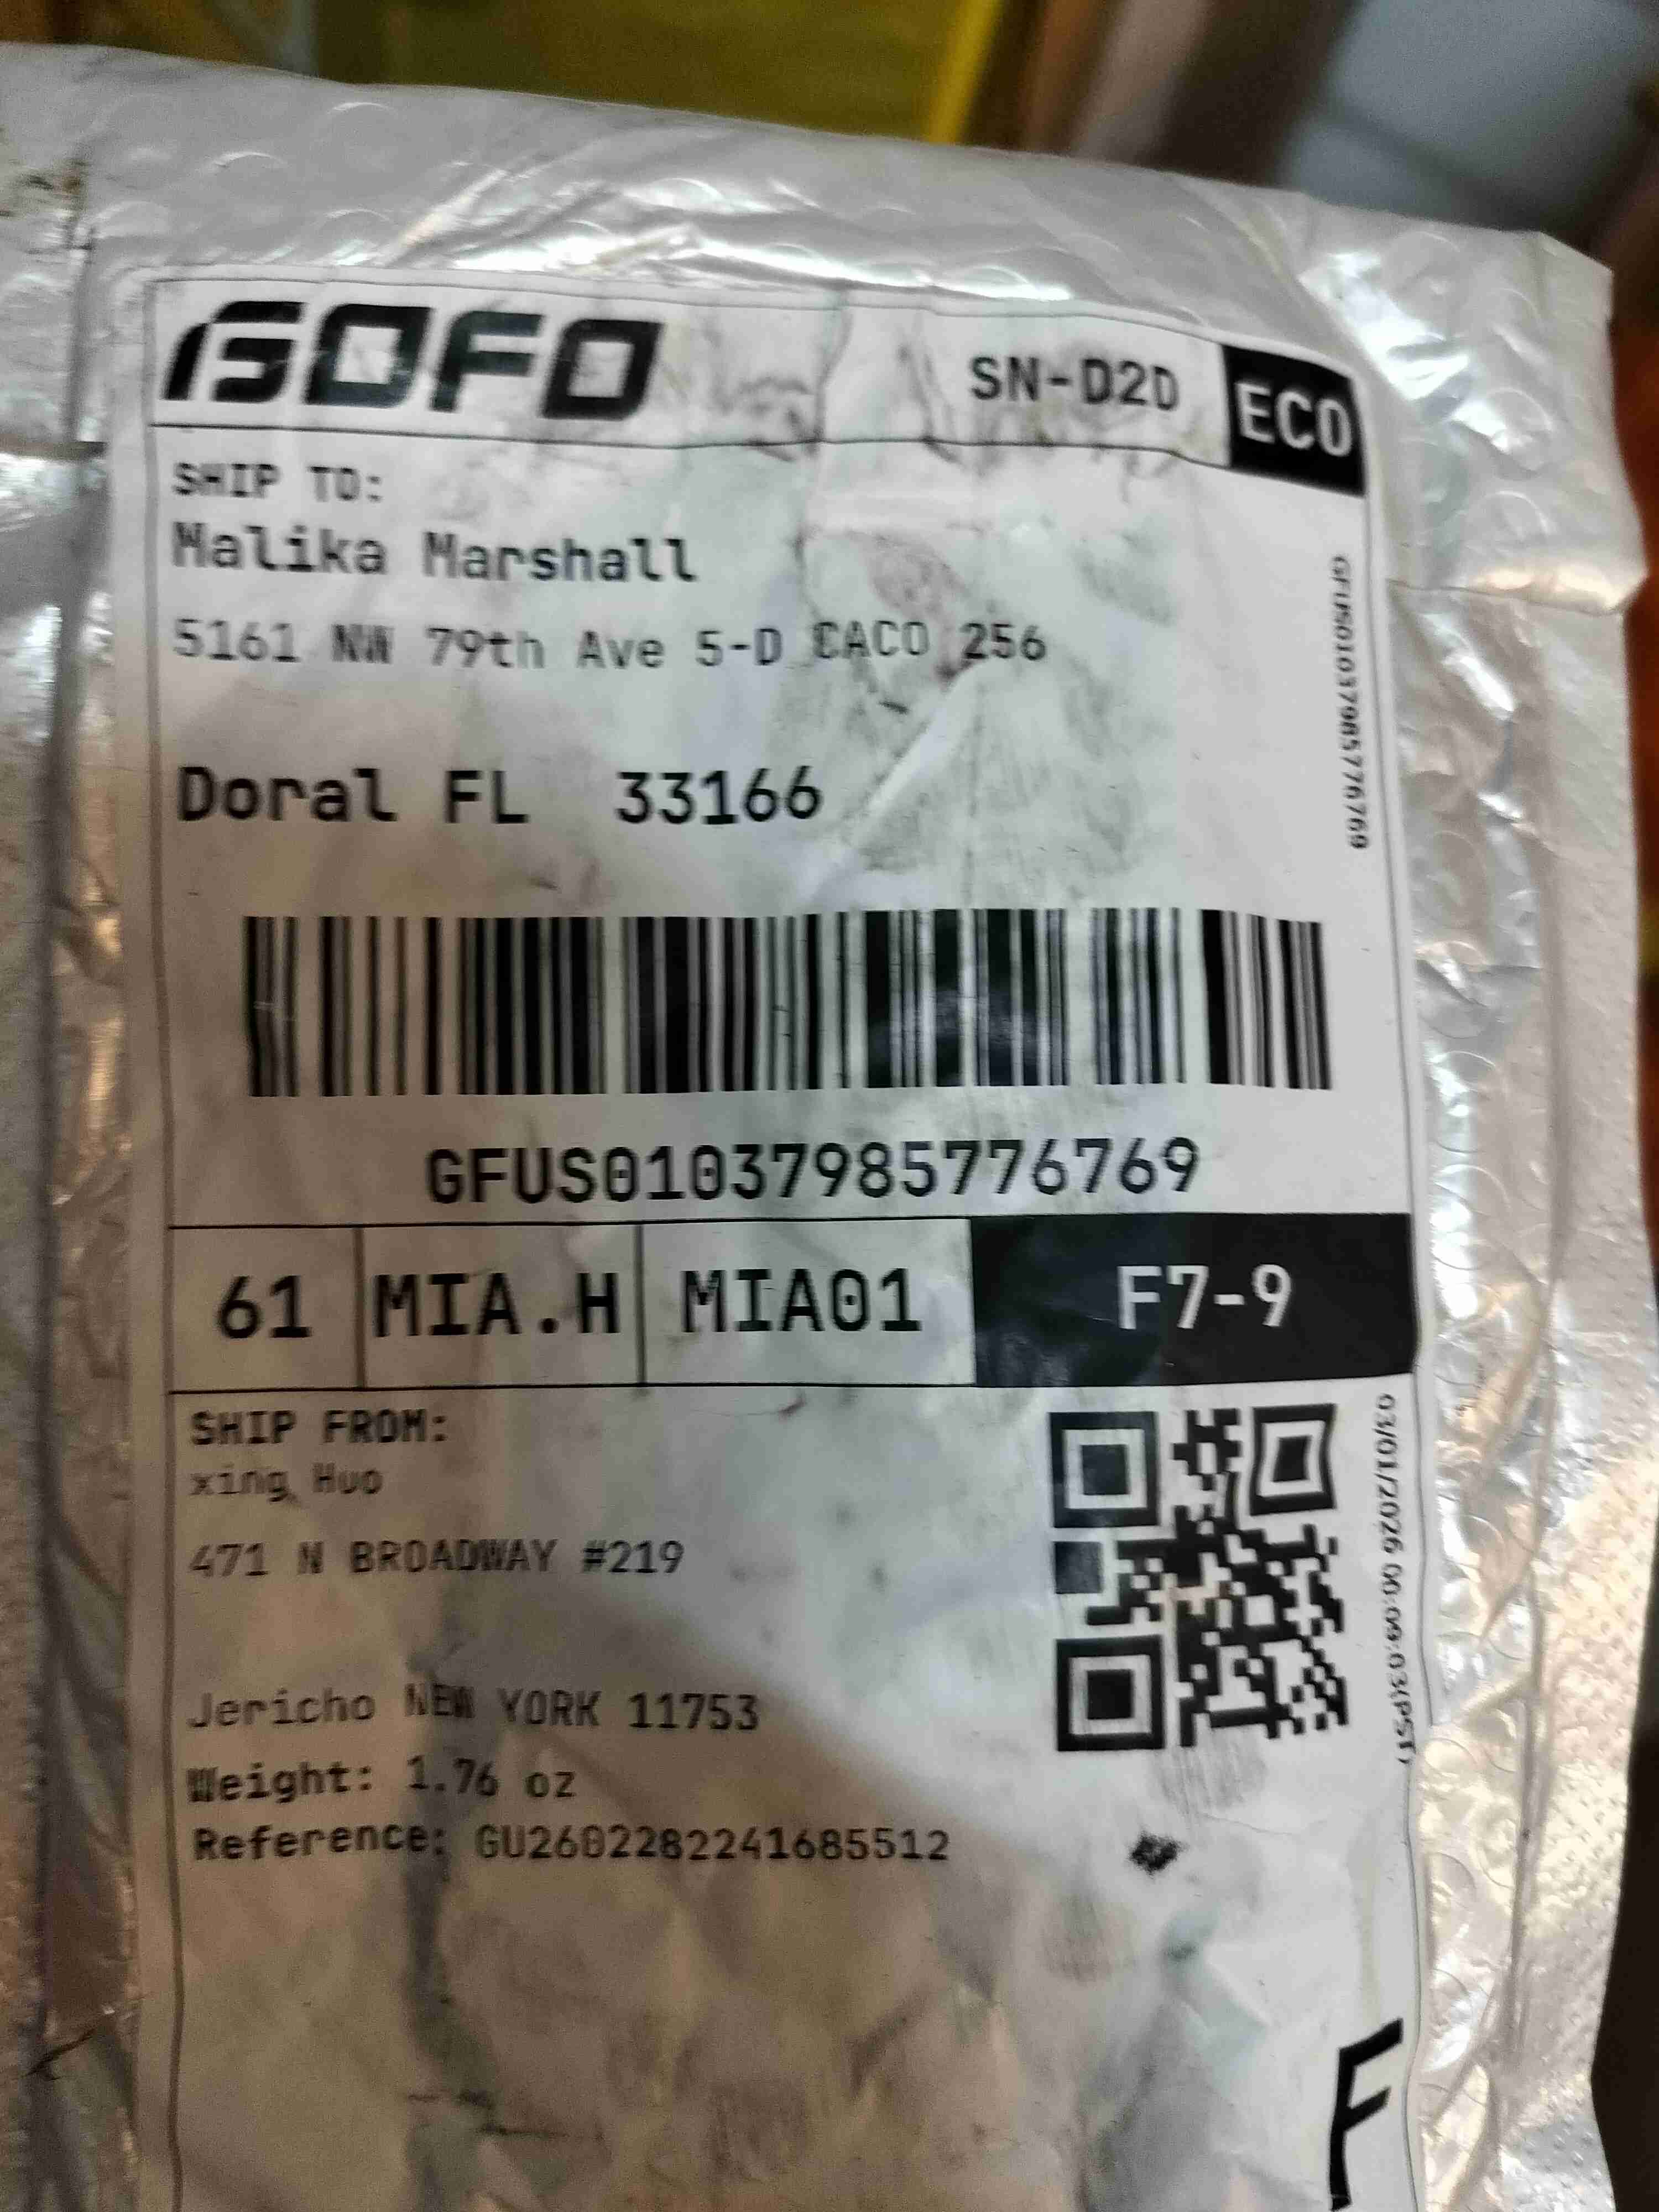 GOFO
SN-D2D
ECO
SHIP TO:
Malika Marshall
5161 NW 79th Ave 5-D CACO 256
Doral FL 33166
GFUS01037985776769
GFUS01037985776769
61
MIA.H
MIA01
F7-9
SHIP FROM:
xing Huo
471 N BROADWAY #219
Jericho NEW YORK 11753
Weight: 1.76 oz
Reference: GU2602282241685512
03/01/2026 00:09:03(PST)
F